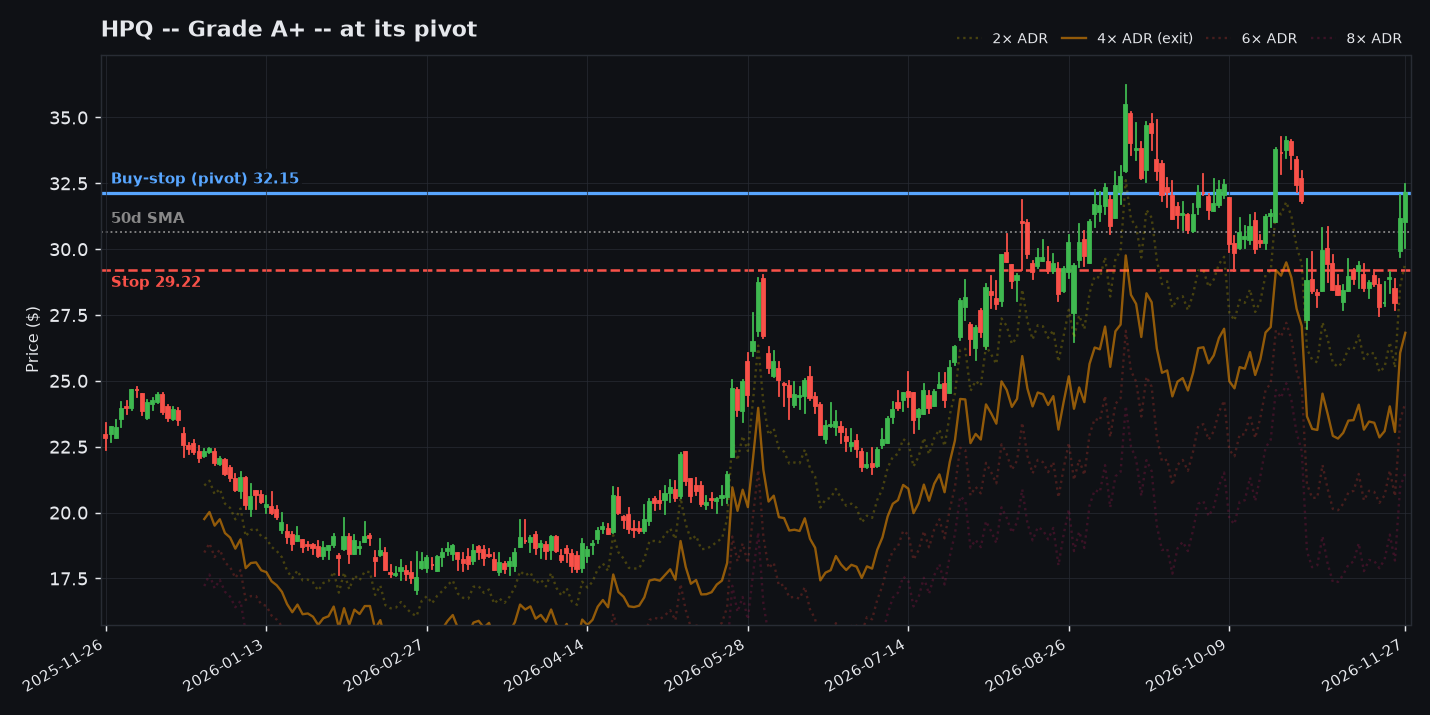 HPQ -- Grade A+ -- at its pivot
2× ADR
4× ADR (exit)
6× ADR
8× ADR
35.0
32.5
30.0
27.5
25.0
22.5
20.0
17.5
Price ($)
Buy-stop (pivot) 32.15
50d SMA
Stop 29.22
2025-11-26
2026-01-13
2026-02-27
2026-04-14
2026-05-28
2026-07-14
2026-08-26
2026-10-09
2026-11-27